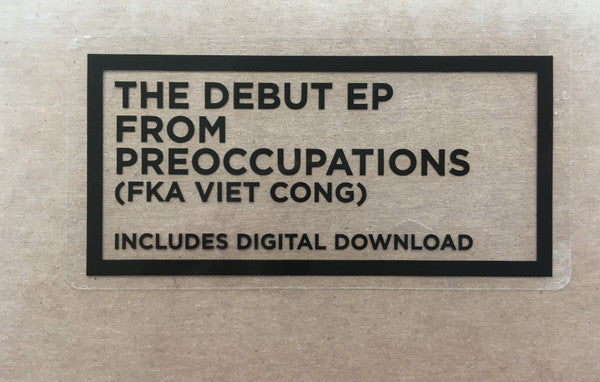 THE DEBUT EP
FROM
PREOCCUPATIONS
(FKA VIET CONG)
INCLUDES DIGITAL DOWNLOAD